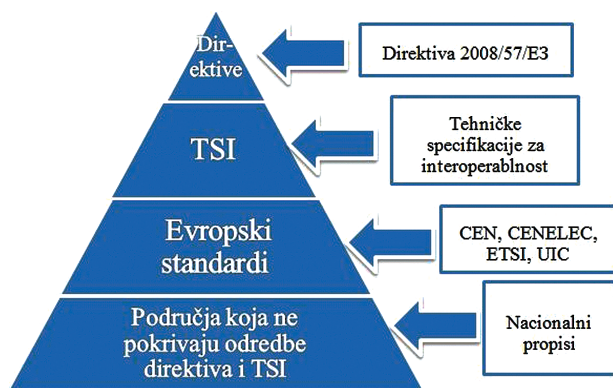 Dir-
ektive
Direktiva 2008/57/E3
TSI
Tehničke
specifikacije za
interoperablnost
Evropski
standardi
CEN, CENELEC,
ETSI, UIC
Područja koja ne
pokrivaju odredbe
direktiva i TSI
Nacionalni
propisi